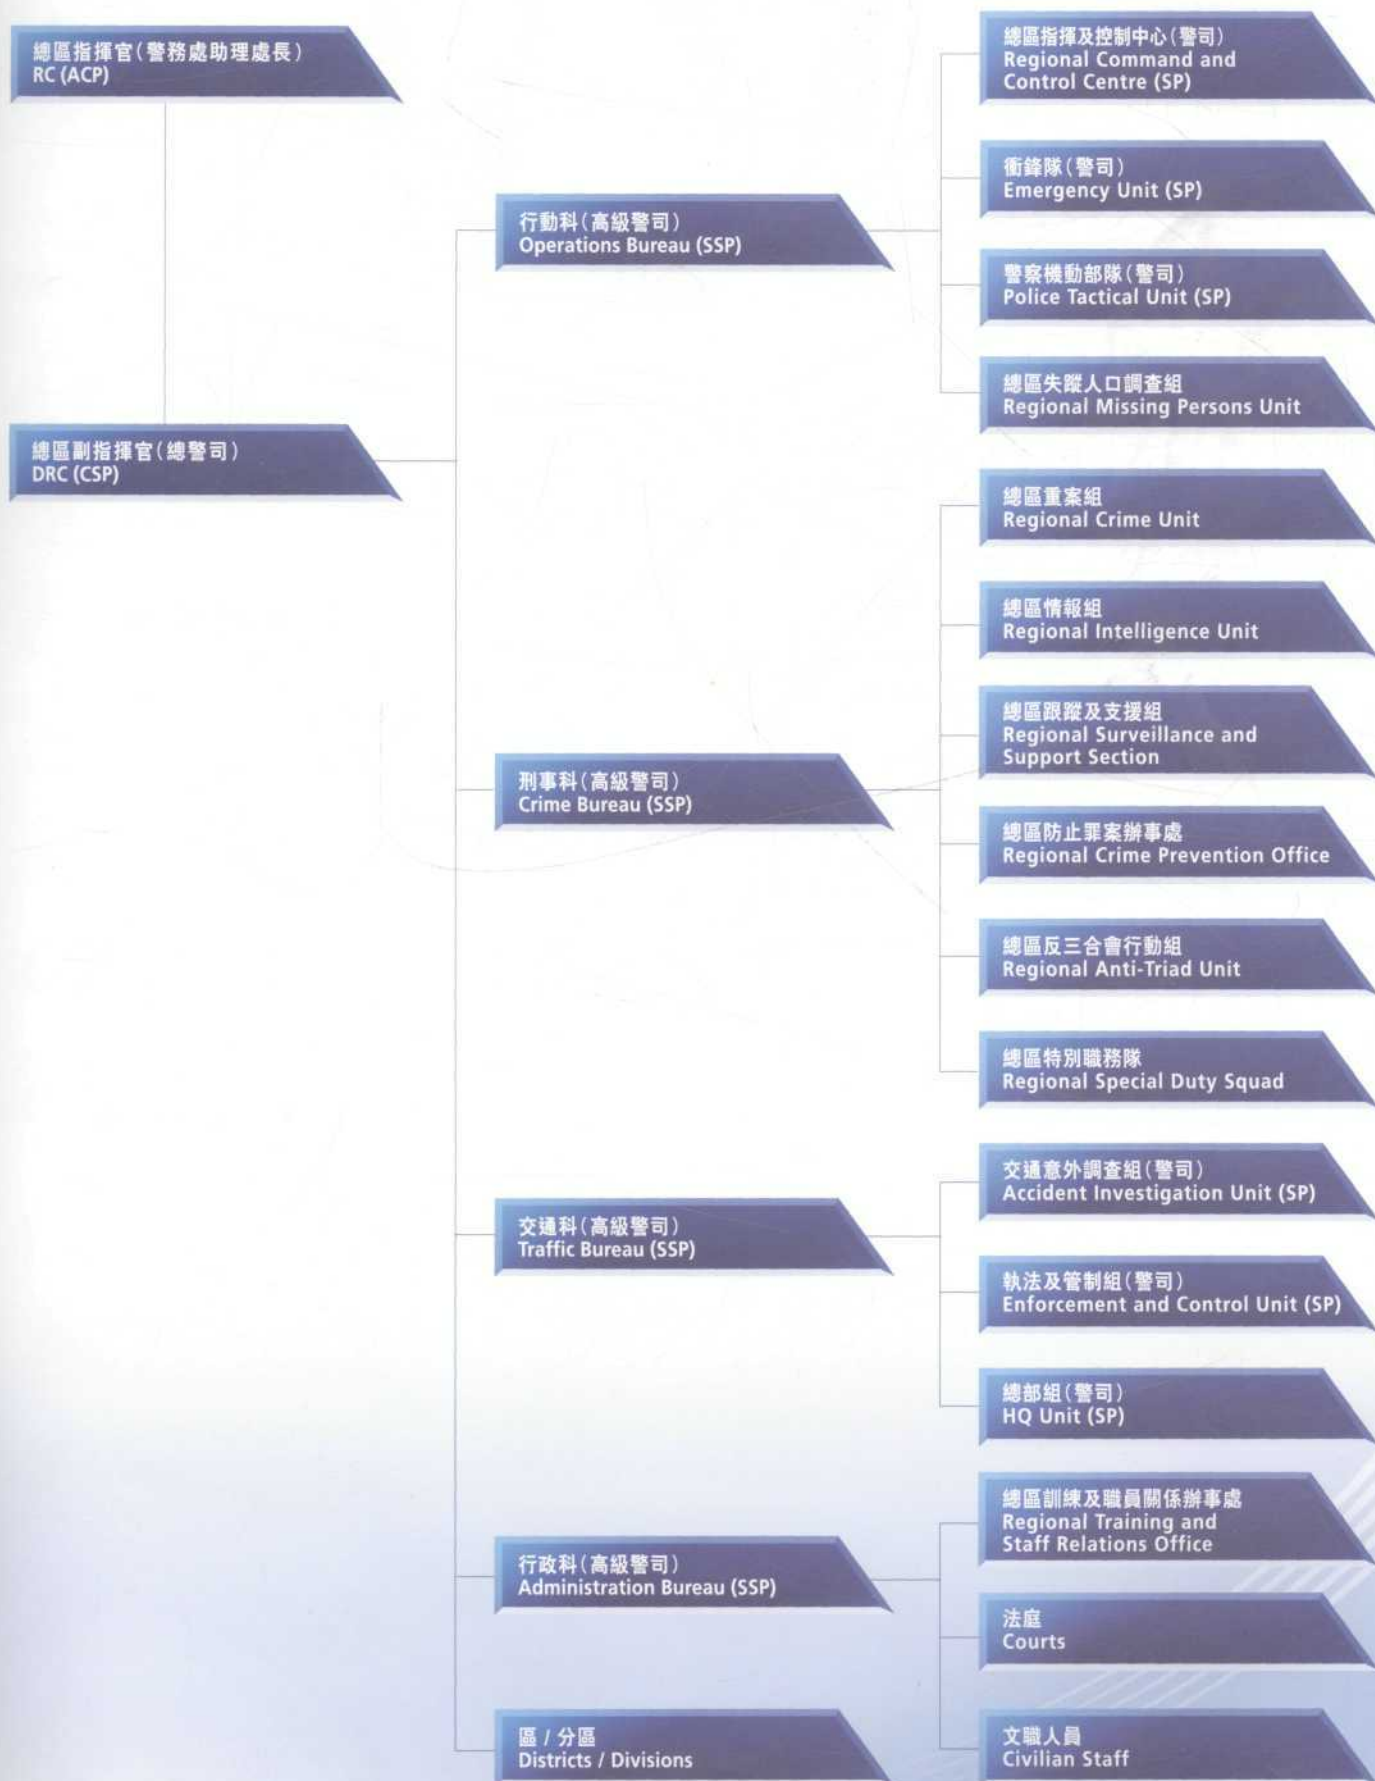 總區指揮官(警務處助理處長)
RC (ACP)
總區副指揮官(總警司)
DRC (CSP)
行動科(高級警司)
Operations Bureau (SSP)
總區指揮及控制中心(警司)
Regional Command and
Control Centre (SP)
衝鋒隊(警司)
Emergency Unit (SP)
警察機動部隊(警司)
Police Tactical Unit (SP)
總區失蹤人口調查組
Regional Missing Persons Unit
刑事科(高級警司)
Crime Bureau (SSP)
總區重案組
Regional Crime Unit
總區情報組
Regional Intelligence Unit
總區跟蹤及支援組
Regional Surveillance and
Support Section
總區防止罪案辦事處
Regional Crime Prevention Office
總區反三合會行動組
Regional Anti-Triad Unit
總區特別職務隊
Regional Special Duty Squad
交通科(高級警司)
Traffic Bureau (SSP)
交通意外調查組(警司)
Accident Investigation Unit (SP)
執法及管制組(警司)
Enforcement and Control Unit (SP)
總部組(警司)
HQ Unit (SP)
行政科(高級警司)
Administration Bureau (SSP)
總區訓練及職員關係辦事處
Regional Training and
Staff Relations Office
法庭
Courts
文職人員
Civilian Staff
區 / 分區
Districts / Divisions